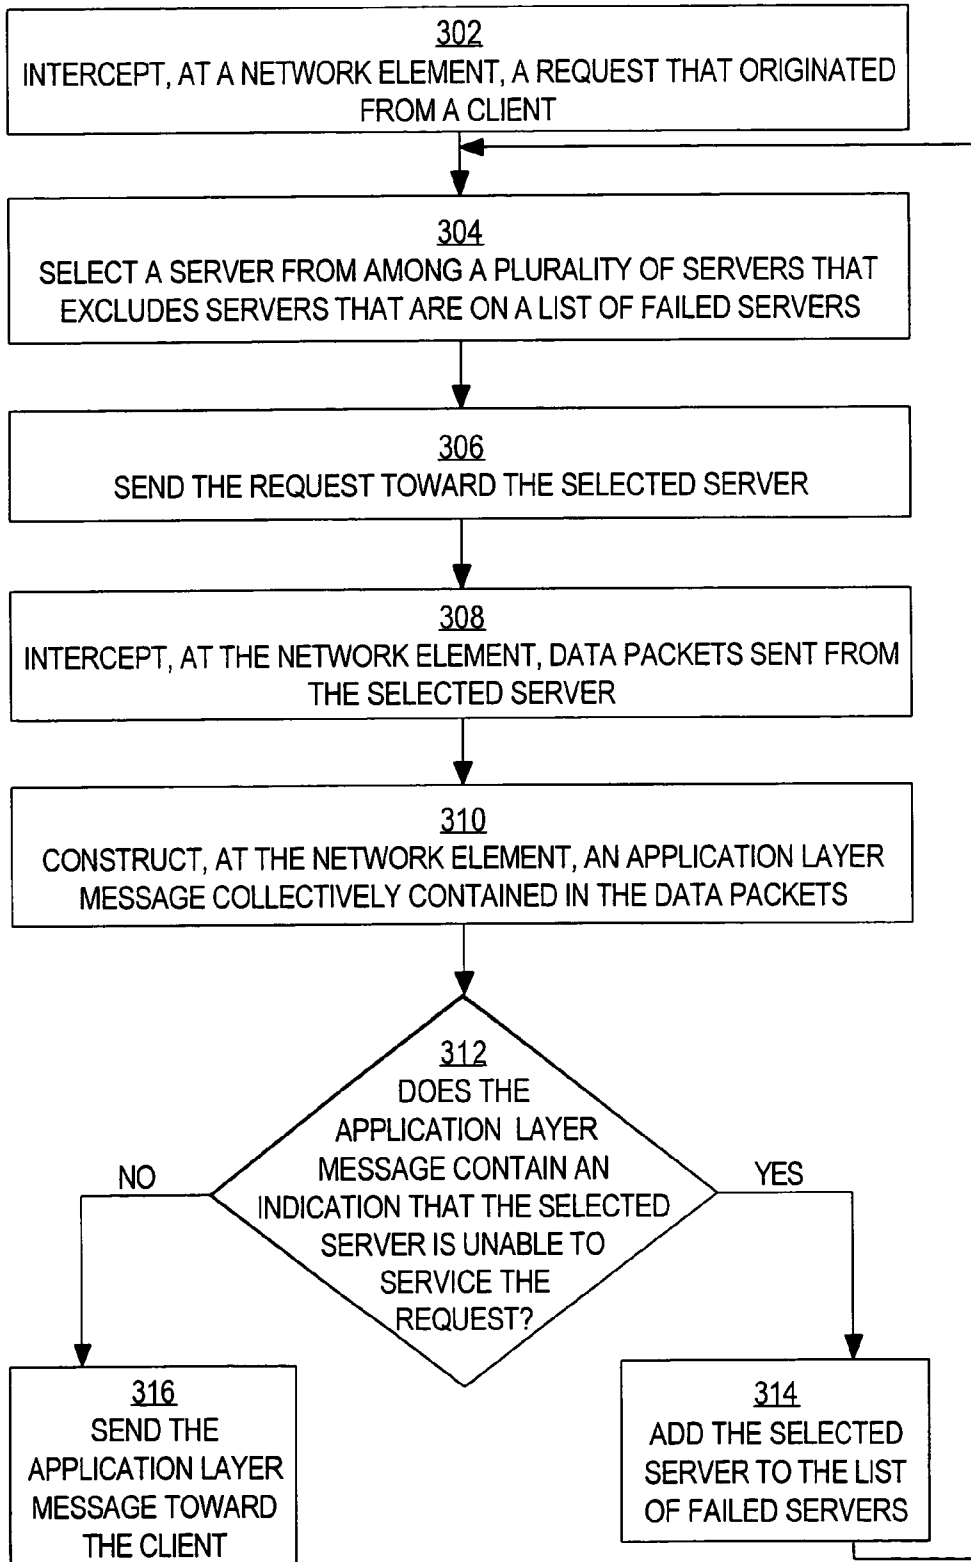 302
INTERCEPT, AT A NETWORK ELEMENT, A REQUEST THAT ORIGINATED
FROM A CLIENT
304
SELECT A SERVER FROM AMONG A PLURALITY OF SERVERS THAT
EXCLUDES SERVERS THAT ARE ON A LIST OF FAILED SERVERS
306
SEND THE REQUEST TOWARD THE SELECTED SERVER
308
INTERCEPT, AT THE NETWORK ELEMENT, DATA PACKETS SENT FROM
THE SELECTED SERVER
310
CONSTRUCT, AT THE NETWORK ELEMENT, AN APPLICATION LAYER
MESSAGE COLLECTIVELY CONTAINED IN THE DATA PACKETS
312
DOES THE
APPLICATION LAYER
MESSAGE CONTAIN AN
INDICATION THAT THE SELECTED
SERVER IS UNABLE TO
SERVICE THE
REQUEST?
NO
YES
316
SEND THE
APPLICATION LAYER
MESSAGE TOWARD
THE CLIENT
314
ADD THE SELECTED
SERVER TO THE LIST
OF FAILED SERVERS